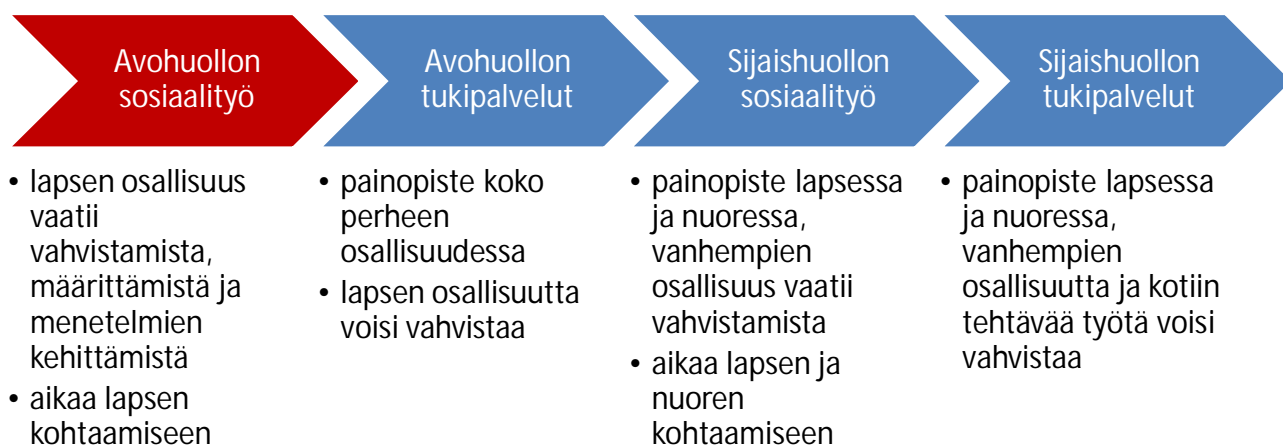 Avohuollon
sosiaalityö
Avohuollon
tukipalvelut
Sijaishuollon
sosiaalityö
Sijaishuollon
tukipalvelut
• lapsen osallisuus
vaatii
vahvistamista,
määrittämistä ja
menetelmien
kehittämistä
• aikaa lapsen
kohtaamiseen
• painopiste koko
perheen
osallisuudessa
• lapsen osallisuutta
voisi vahvistaa
• painopiste lapsessa
ja nuoressa,
vanhempien
osallisuus vaatii
vahvistamista
• aikaa lapsen ja
nuoren
kohtaamiseen
• painopiste lapsessa
ja nuoressa,
vanhempien
osallisuutta ja kotiin
tehtävää työtä voisi
vahvistaa